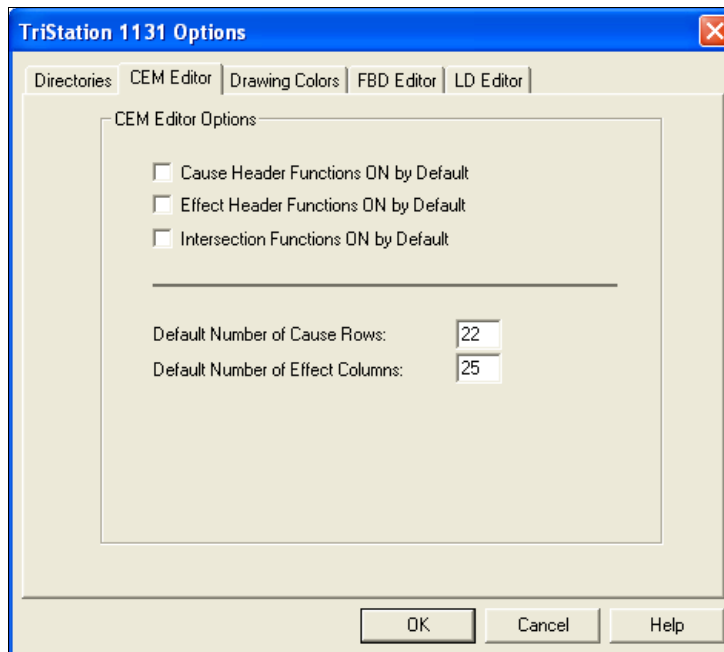 TriStation 1131 Options
Directories CEM Editor Drawing Colors FBD Editor LD Editor
CEM Editor Options
Cause Header Functions ON by Default
Effect Header Functions ON by Default
Intersection Functions ON by Default
Default Number of Cause Rows: 22
Default Number of Effect Columns: 25
OK Cancel Help